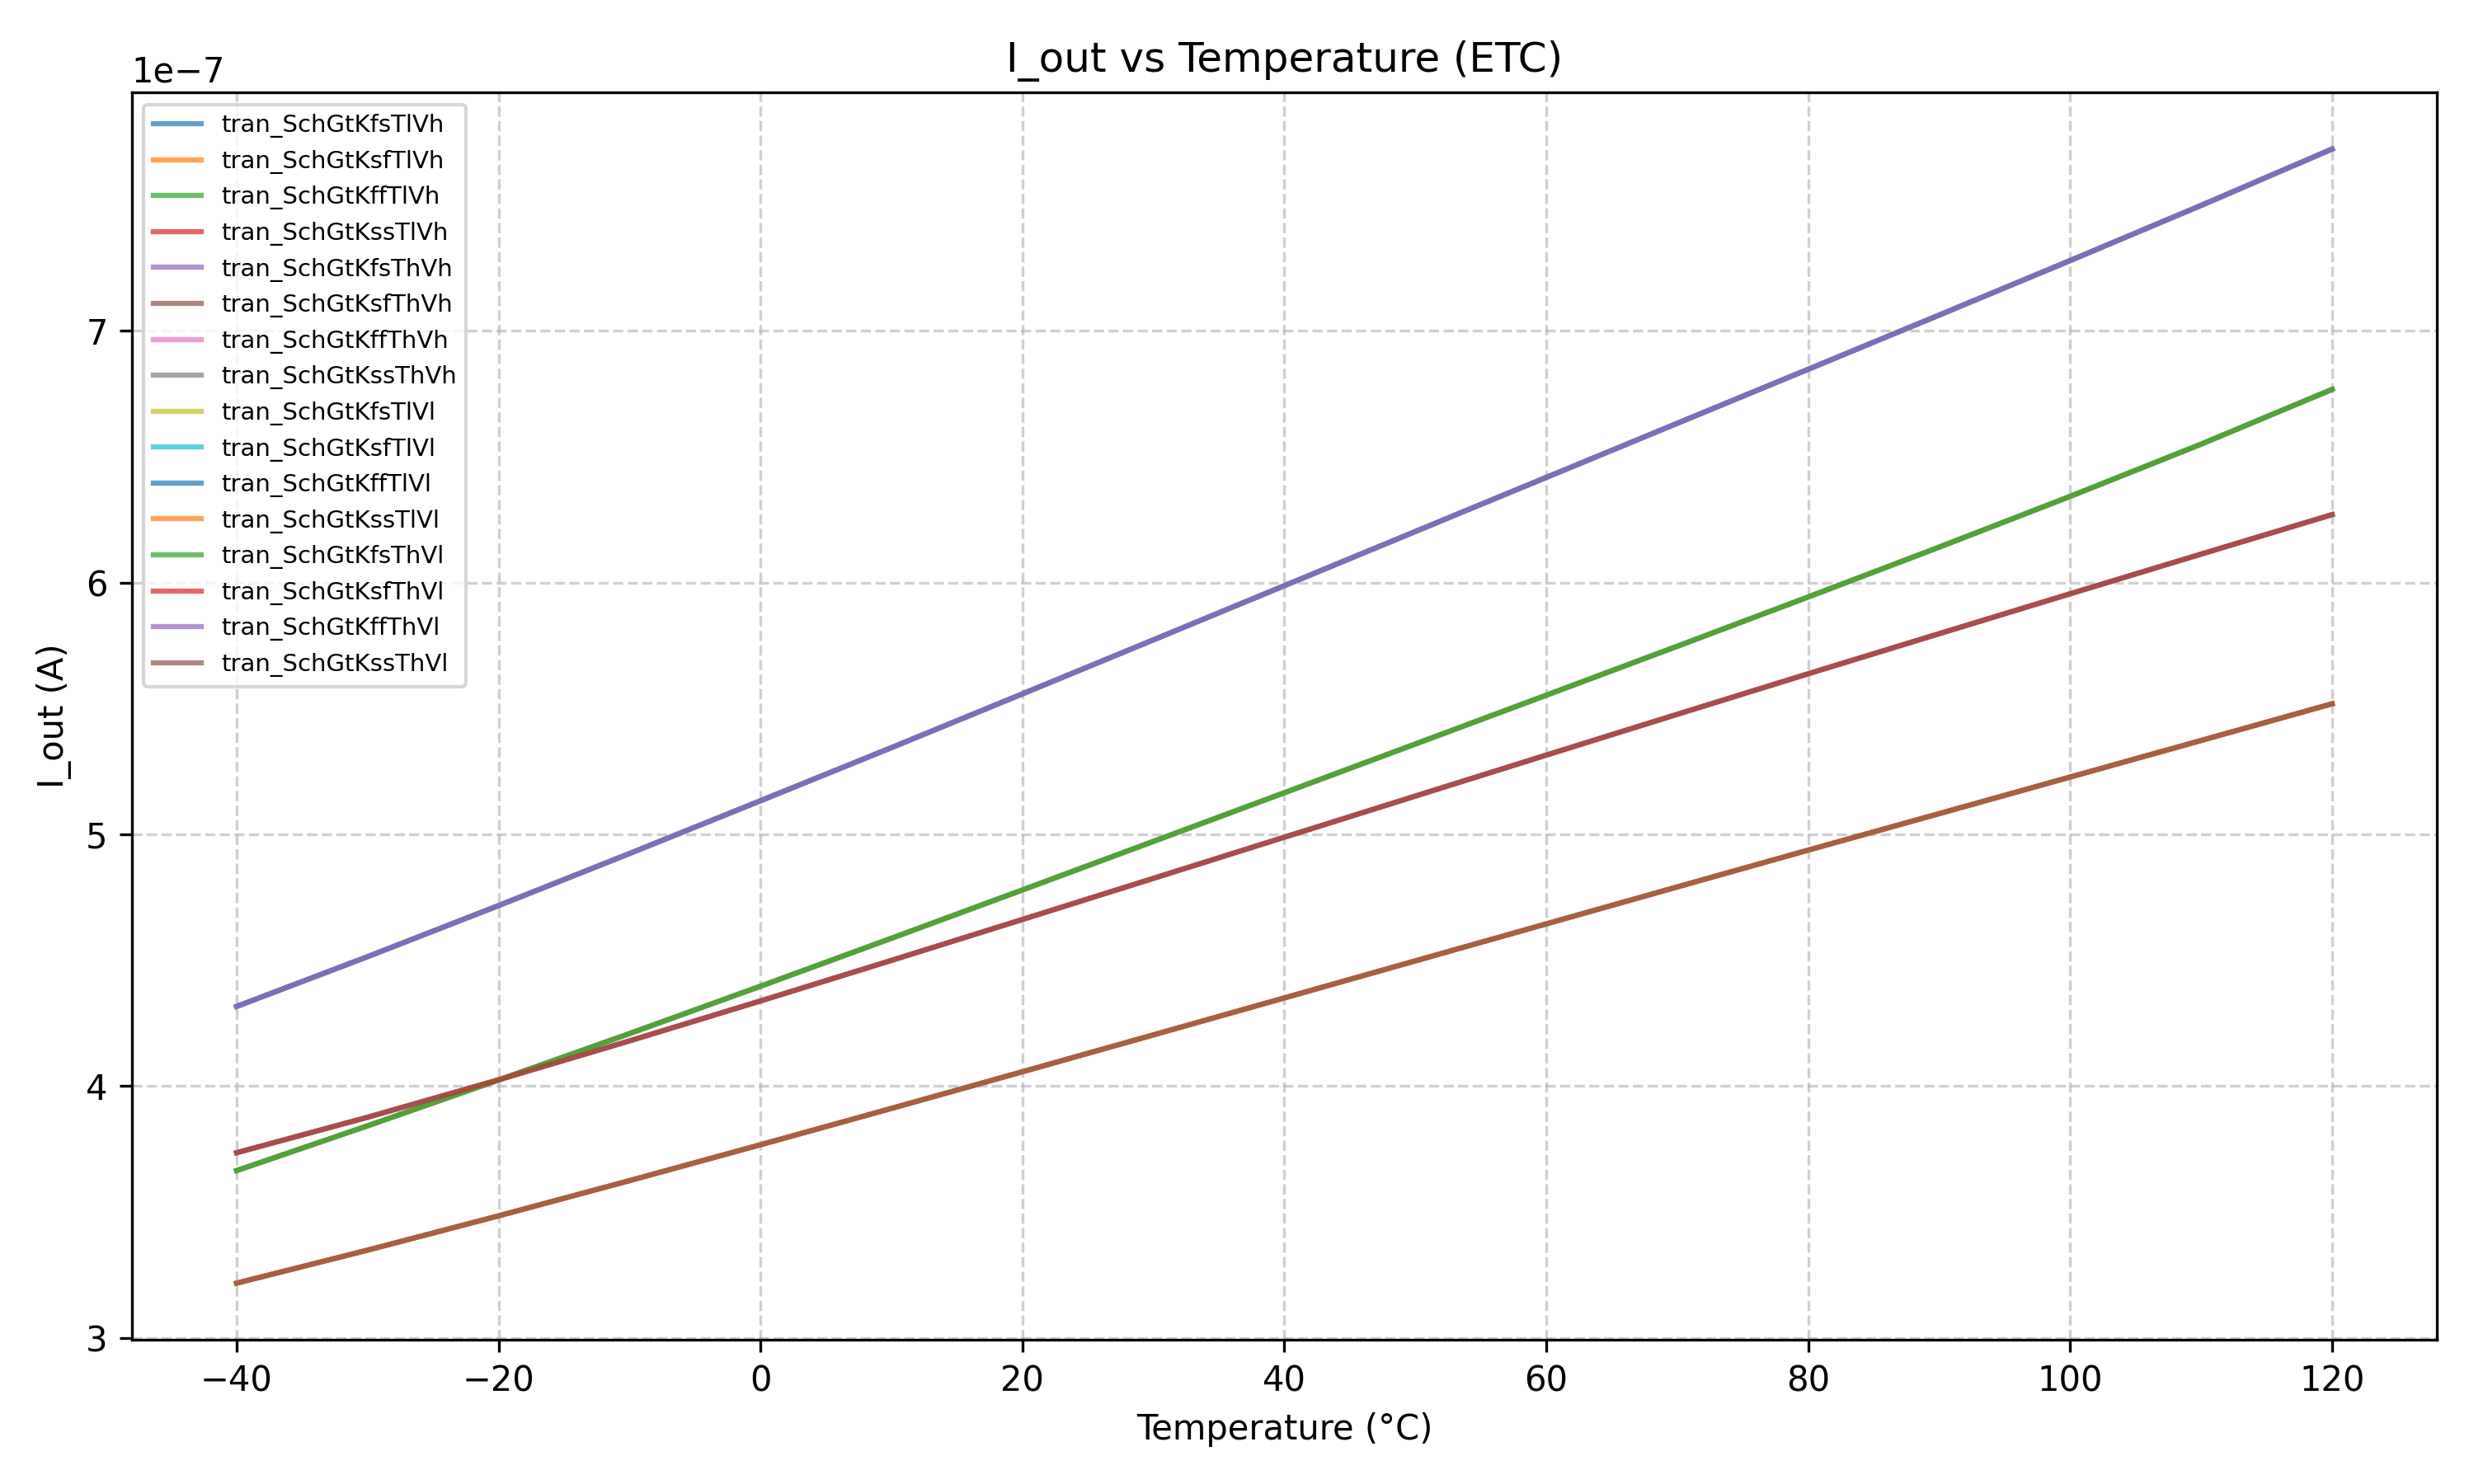 I_out vs Temperature (ETC)
1e−7
tran_SchGtKfsTlVh
tran_SchGtKsfTlVh
tran_SchGtKffTlVh
tran_SchGtKssTlVh
tran_SchGtKfsThVh
tran_SchGtKsfThVh
tran_SchGtKffThVh
tran_SchGtKssThVh
tran_SchGtKfsTlVl
tran_SchGtKsfTlVl
tran_SchGtKffTlVl
tran_SchGtKssTlVl
tran_SchGtKfsThVl
tran_SchGtKsfThVl
tran_SchGtKffThVl
tran_SchGtKssThVl
7
6
5
4
3
I_out (A)
−40 −20 0 20 40 60 80 100 120
Temperature (°C)